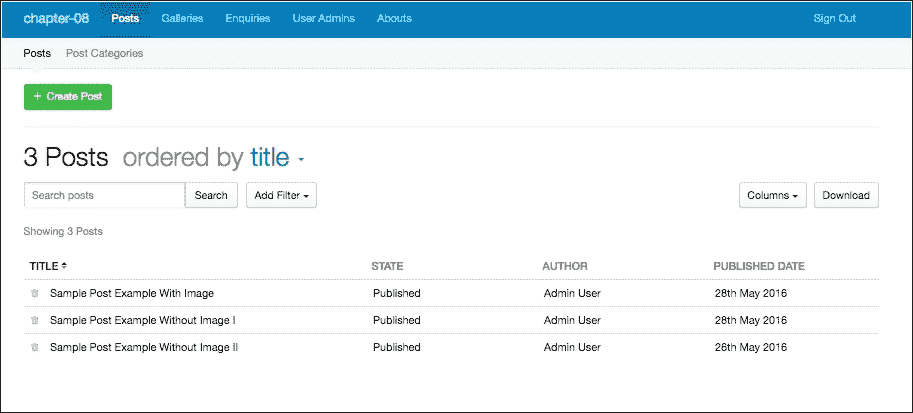 chapter-08 Posts Galleries Enquiries User Admins Abouts Sign Out
Posts Post Categories
+ Create Post
3 Posts ordered by title
Search posts Search Add Filter Columns Download
Showing 3 Posts
TITLE STATE AUTHOR PUBLISHED DATE
Sample Post Example With Image Published Admin User 28th May 2016
Sample Post Example Without Image I Published Admin User 28th May 2016
Sample Post Example Without Image II Published Admin User 26th May 2016